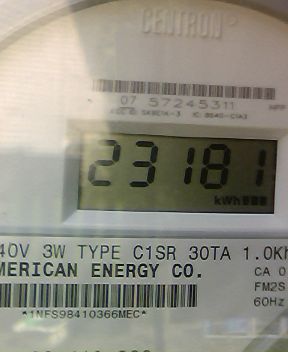 CENTRON®
07 57245311
23181
kWh
40V 3W TYPE C1SR 30TA 1.0Kh
MERICAN ENERGY CO.
CA 0
FM2S
60Hz
*1NFS98410366MEC*